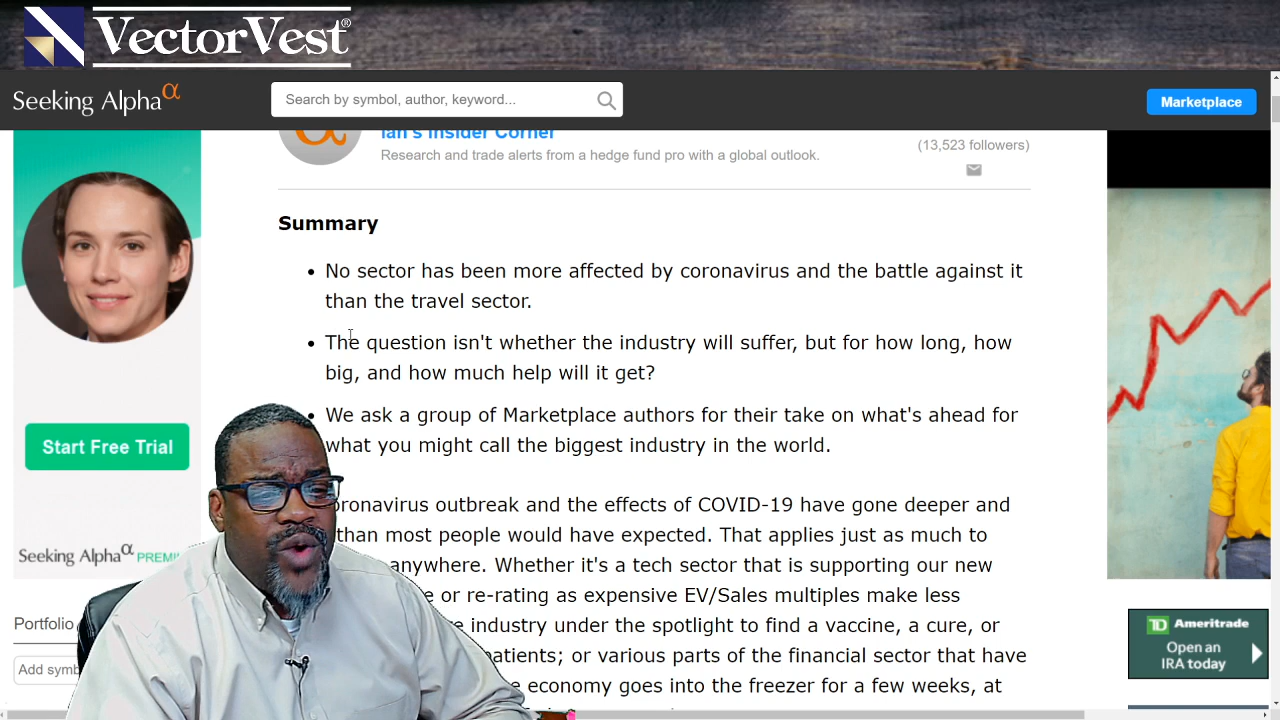 VectorVest®
Seeking Alpha α
Search by symbol, author, keyword...
Marketplace
Ian's Insider Corner
(13,523 followers)
Research and trade alerts from a hedge fund pro with a global outlook.
Summary
• No sector has been more affected by coronavirus and the battle against it
than the travel sector.
• The question isn't whether the industry will suffer, but for how long, how
big, and how much help will it get?
• We ask a group of Marketplace authors for their take on what's ahead for
what you might call the biggest industry in the world.
Start Free Trial
Seeking Alpha α
oronavirus outbreak and the effects of COVID-19 have gone deeper and
than most people would have expected. That applies just as much to
anywhere. Whether it's a tech sector that is supporting our new
or re-rating as expensive EV/Sales multiples make less
industry under the spotlight to find a vaccine, a cure, or
patients; or various parts of the financial sector that have
economy goes into the freezer for a few weeks, at
Portfolio
Add symb
TD Ameritrade
Open an
IRA today